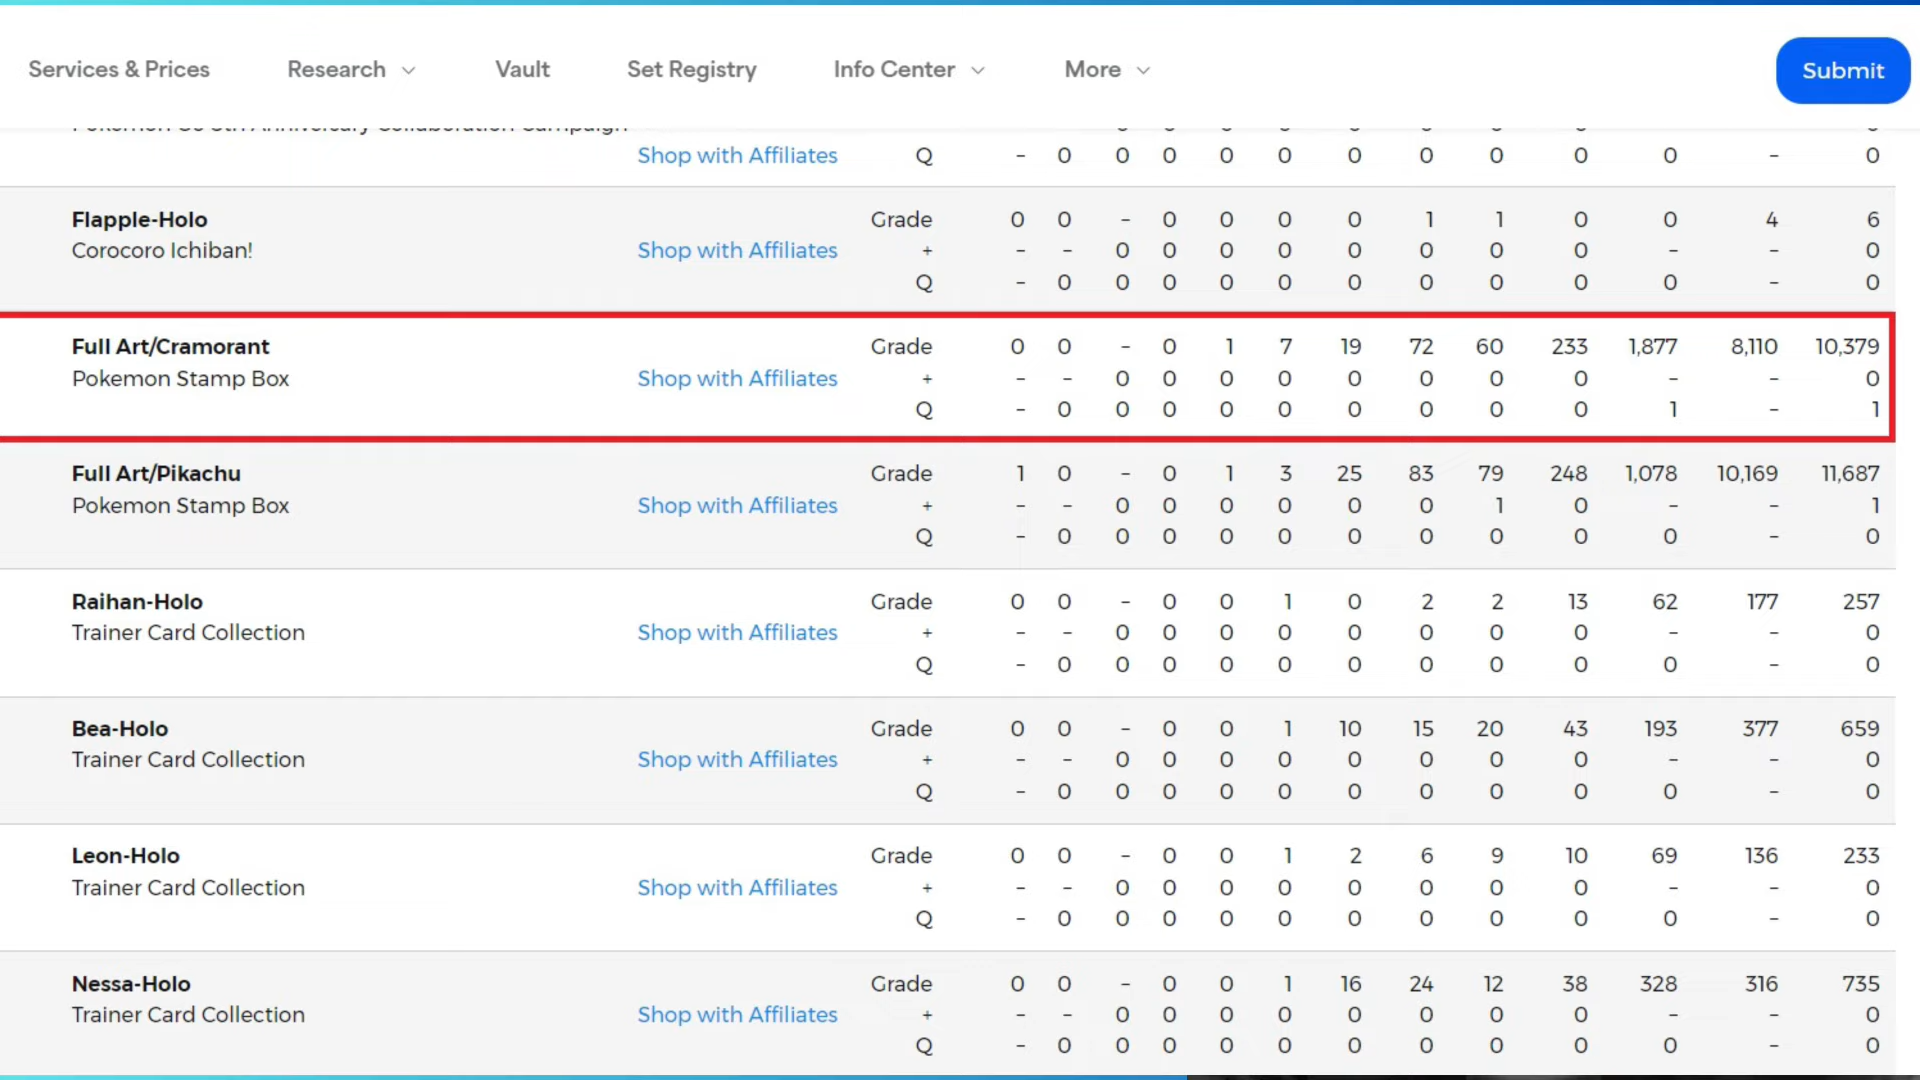 Services & Prices Research Vault Set Registry Info Center More Submit
Shop with Affiliates Q - 0 0 0 0 0 0 0 0 0 0 - 0
Flapple-Holo Grade 0 0 - 0 0 0 0 1 1 0 0 4 6
Corocoro Ichiban! Shop with Affiliates + - - 0 0 0 0 0 0 0 0 - - 0
Q - 0 0 0 0 0 0 0 0 0 0 - 0
Full Art/Cramorant Grade 0 0 - 0 1 7 19 72 60 233 1,877 8,110 10,379
Pokemon Stamp Box Shop with Affiliates + - - 0 0 0 0 0 0 0 0 - - 0
Q - 0 0 0 0 0 0 0 0 0 1 - 1
Full Art/Pikachu Grade 1 0 - 0 1 3 25 83 79 248 1,078 10,169 11,687
Pokemon Stamp Box Shop with Affiliates + - - 0 0 0 0 0 0 1 0 - - 1
Q - 0 0 0 0 0 0 0 0 0 0 - 0
Raihan-Holo Grade 0 0 - 0 0 1 0 2 2 13 62 177 257
Trainer Card Collection Shop with Affiliates + - - 0 0 0 0 0 0 0 0 - - 0
Q - 0 0 0 0 0 0 0 0 0 0 - 0
Bea-Holo Grade 0 0 - 0 0 1 10 15 20 43 193 377 659
Trainer Card Collection Shop with Affiliates + - - 0 0 0 0 0 0 0 0 - - 0
Q - 0 0 0 0 0 0 0 0 0 0 - 0
Leon-Holo Grade 0 0 - 0 0 1 2 6 9 10 69 136 233
Trainer Card Collection Shop with Affiliates + - - 0 0 0 0 0 0 0 0 - - 0
Q - 0 0 0 0 0 0 0 0 0 0 - 0
Nessa-Holo Grade 0 0 - 0 0 1 16 24 12 38 328 316 735
Trainer Card Collection Shop with Affiliates + - - 0 0 0 0 0 0 0 0 - - 0
Q - 0 0 0 0 0 0 0 0 0 0 - 0